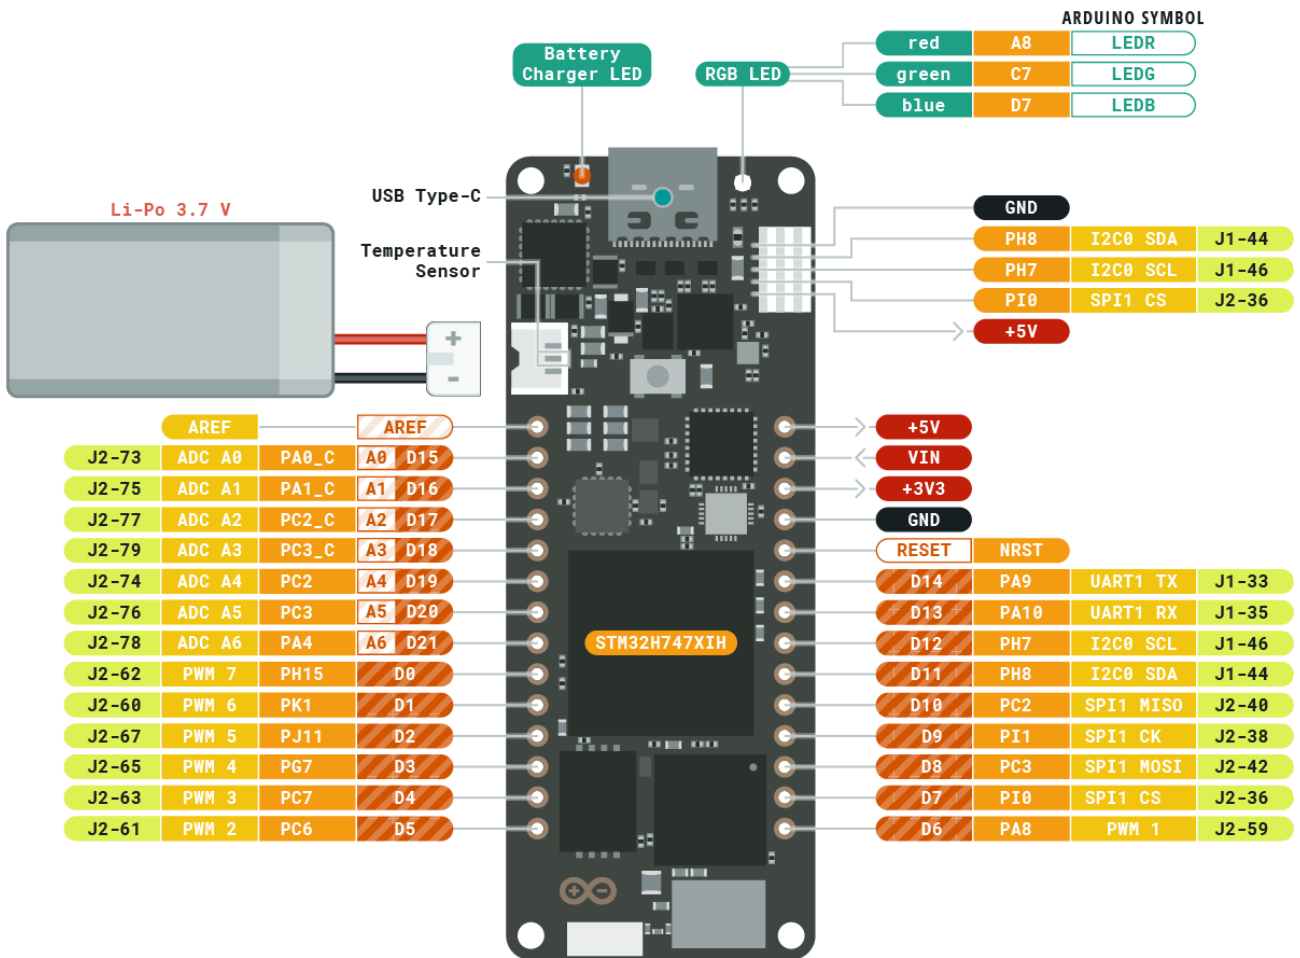 ARDUINO SYMBOL
Battery
Charger LED
RGB LED
red A8 LEDR
green C7 LEDG
blue D7 LEDB
USB Type-C
Li-Po 3.7 V
Temperature
Sensor
GND
PH8 I2C0 SDA J1-44
PH7 I2C0 SCL J1-46
PI0 SPI1 CS J2-36
+5V
+
-
AREF AREF
J2-73 ADC A0 PA0_C A0 D15
J2-75 ADC A1 PA1_C A1 D16
J2-77 ADC A2 PC2_C A2 D17
J2-79 ADC A3 PC3_C A3 D18
J2-74 ADC A4 PC2 A4 D19
J2-76 ADC A5 PC3 A5 D20
J2-78 ADC A6 PA4 A6 D21
J2-62 PWM 7 PH15 D0
J2-60 PWM 6 PK1 D1
J2-67 PWM 5 PJ11 D2
J2-65 PWM 4 PG7 D3
J2-63 PWM 3 PC7 D4
J2-61 PWM 2 PC6 D5
STM32H747XIH
+5V
VIN
+3V3
GND
RESET NRST
D14 PA9 UART1 TX J1-33
D13 PA10 UART1 RX J1-35
D12 PH7 I2C0 SCL J1-46
D11 PH8 I2C0 SDA J1-44
D10 PC2 SPI1 MISO J2-40
D9 PI1 SPI1 CK J2-38
D8 PC3 SPI1 MOSI J2-42
D7 PI0 SPI1 CS J2-36
D6 PA8 PWM 1 J2-59